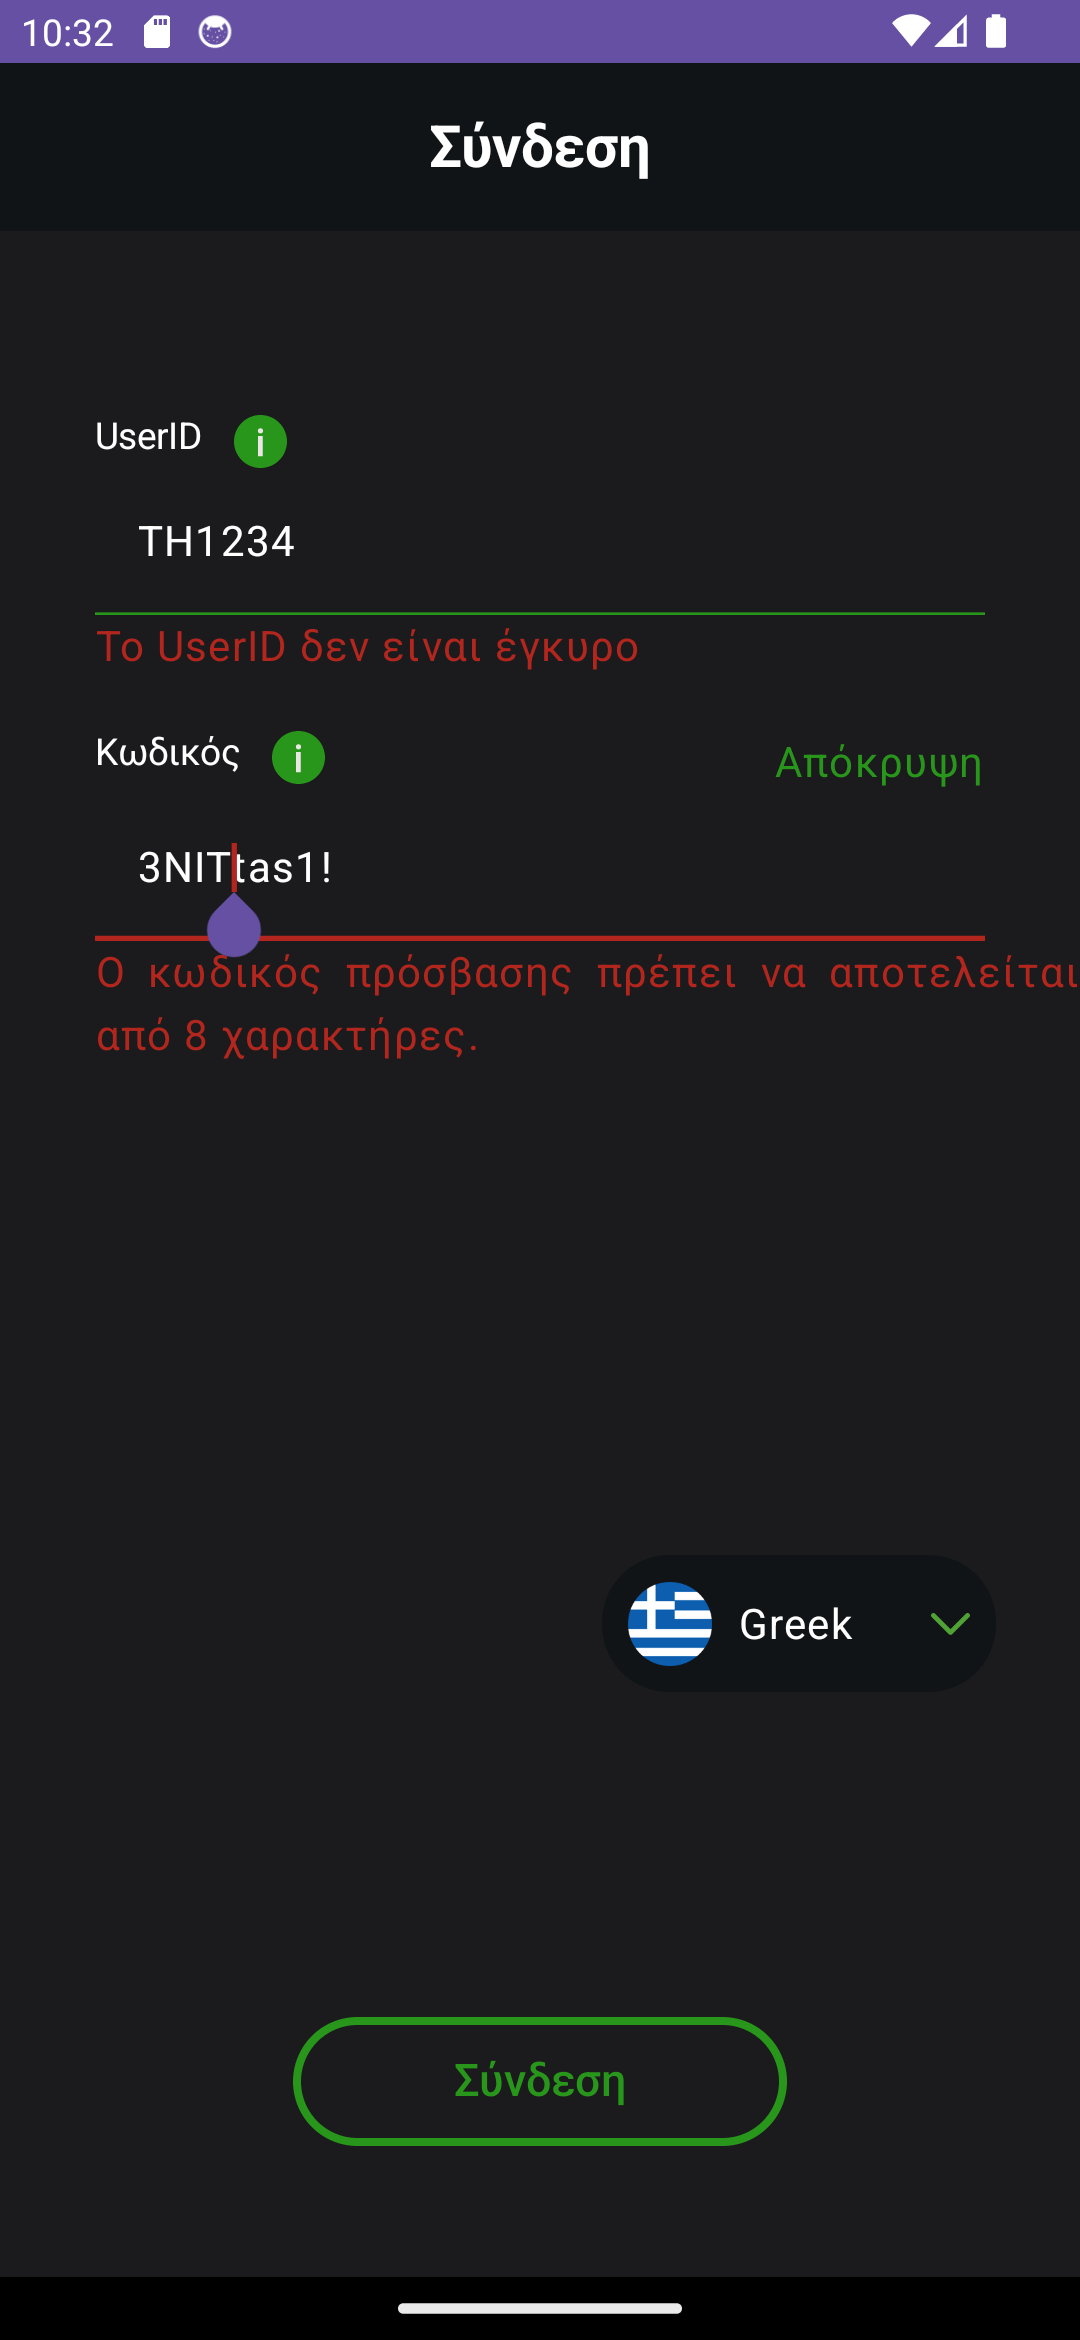 10:32
Σύνδεση
UserID i
TH1234
Το UserID δεν είναι έγκυρο
Κωδικός i
Απόκρυψη
3NITtas1!
Ο κωδικός πρόσβασης πρέπει να αποτελείται
από 8 χαρακτήρες.
Greek
Σύνδεση